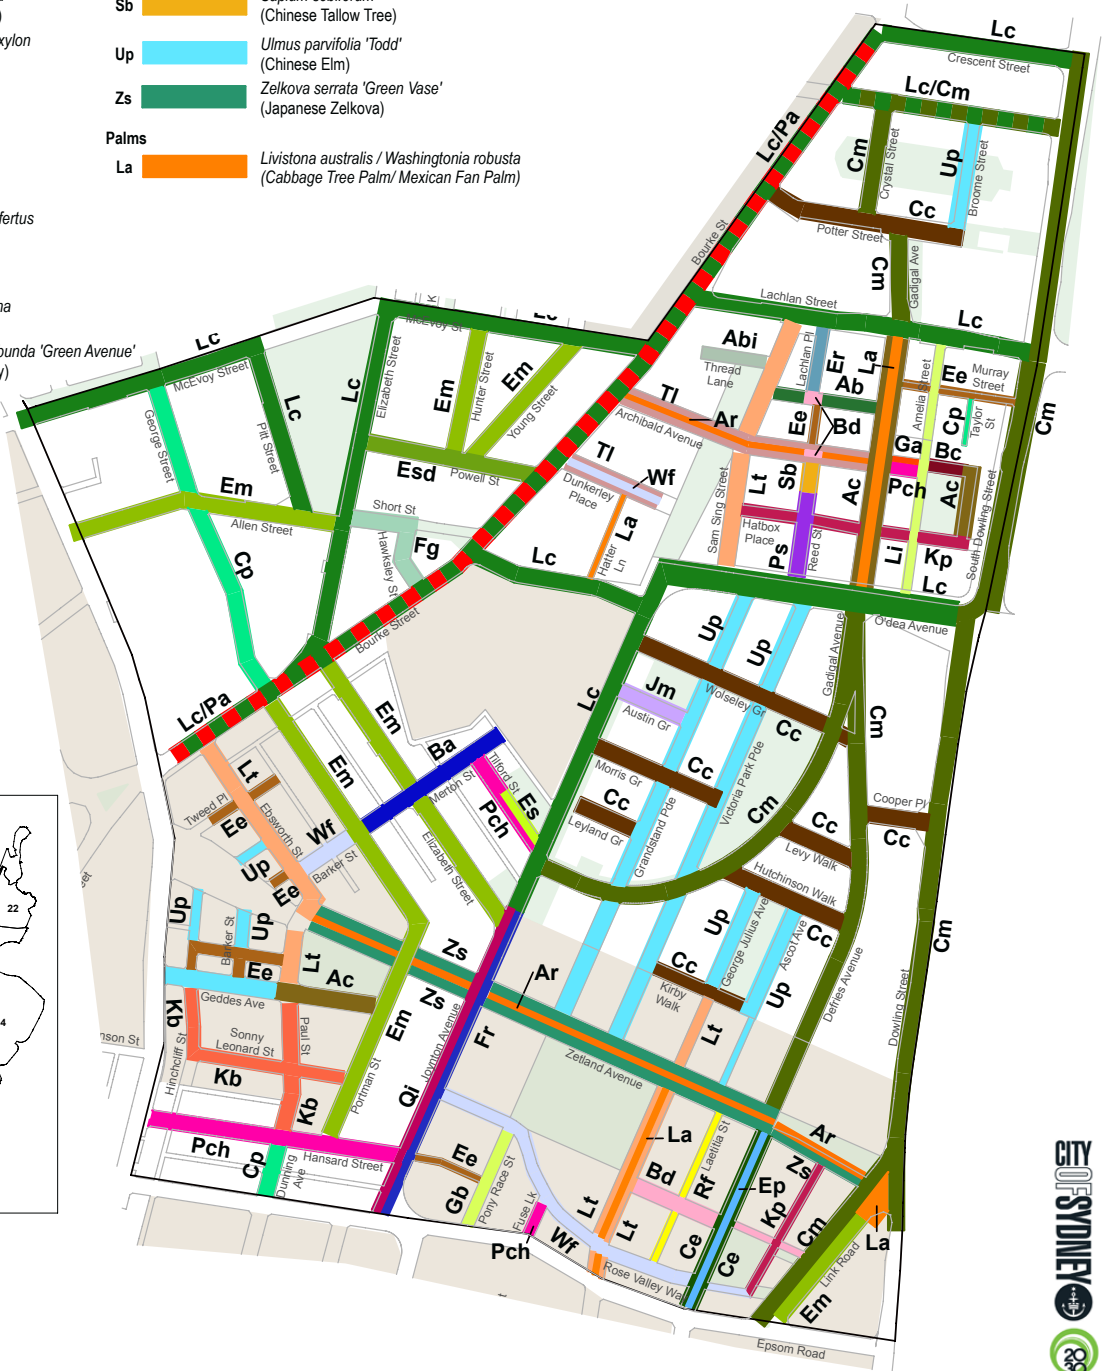 Sb
Sapium sebiferum
(Chinese Tallow Tree)
)
xylon
Up
Ulmus parvifolia 'Todd'
(Chinese Elm)
Zs
Zelkova serrata 'Green Vase'
(Japanese Zelkova)
Palms
La
Livistona australis / Washingtonia robusta
(Cabbage Tree Palm/ Mexican Fan Palm)
fertus
na
ounda 'Green Avenue'
y)
Lc
Crescent Street
Lc/Cm
Lc/Pa
Cm
Crystal Street
Up
Broome Street
Cc
Potter Street
Bourke St
Cm
Gadigal Ave
Lachlan Street
Lc
K
McEvoy St
Lc
Lc
McEvoy Street
Lc
Pitt Street
George Street
Lc
Elizabeth Street
Em
Hunter Street
Em
Young Street
Abi
Thread
Lane
Lachlan Pl
Er
La
Ab
Amelia Street
Ee
Murray
Street
Cp
Taylor
St
Cm
Tl
Ar
Archibald Avenue
Ee
Bd
Ga
Bc
Esd
Powell St
Tl
Wf
Dunkerley
Place
La
Hatter
Ln
Lt
Sb
Ac
Pch
Ac
Sam Sing Street
Hatbox
Place
Ps
Reed St
Li
Kp
South Dowling Street
Em
Allen Street
Short St
Hawksley St
Fg
Lc
Lc
O'dea Avenue
Cp
Bourke Street
Lc/Pa
Up
Up
Gadigal Avenue
Cm
Jm
Austin Gr
Wolseley Gr
Cc
Lc
Em
Em
Ba
Merton St
Tilford St
Es
Pch
Morris Gr
Cc
Cc
Leyland Gr
Grandstand Pde
Victoria Park Pde
Cm
Cooper Pl
Cc
Cc
Levy Walk
Lt
Tweed Pl
Ee
Ebsworth St
Wf
Barker St
Up
Ee
Elizabeth Street
Hutchinson Walk
Cc
Up
George Julius Ave
Ascot Ave
Cc
Kirby
Walk
Up
Cm
Up
Barker St
Up
Ee
Lt
Zs
Ac
Zs
Ar
Geddes Ave
Kb
Hinchcliff St
Sonny
Leonard St
Paul St
Kb
Kb
Em
Portman St
Joynton Avenue
Fr
Qi
Lt
Defries Avenue
Dowling Street
Zetland Avenue
Pch
Cp
Dunning
Ave
Hansard Street
Ee
Gb
Pony Race St
Fuse Lk
Pch
Wf
Lt
La
Lt
Bd
Laetitia St
Rf
Ce
Ep
Ce
Kp
Zs
Ar
Cm
La
Link Road
Em
Rose Valley Wa
Epsom Road
nson St
eet
22
4
CITY OF SYDNEY
2030